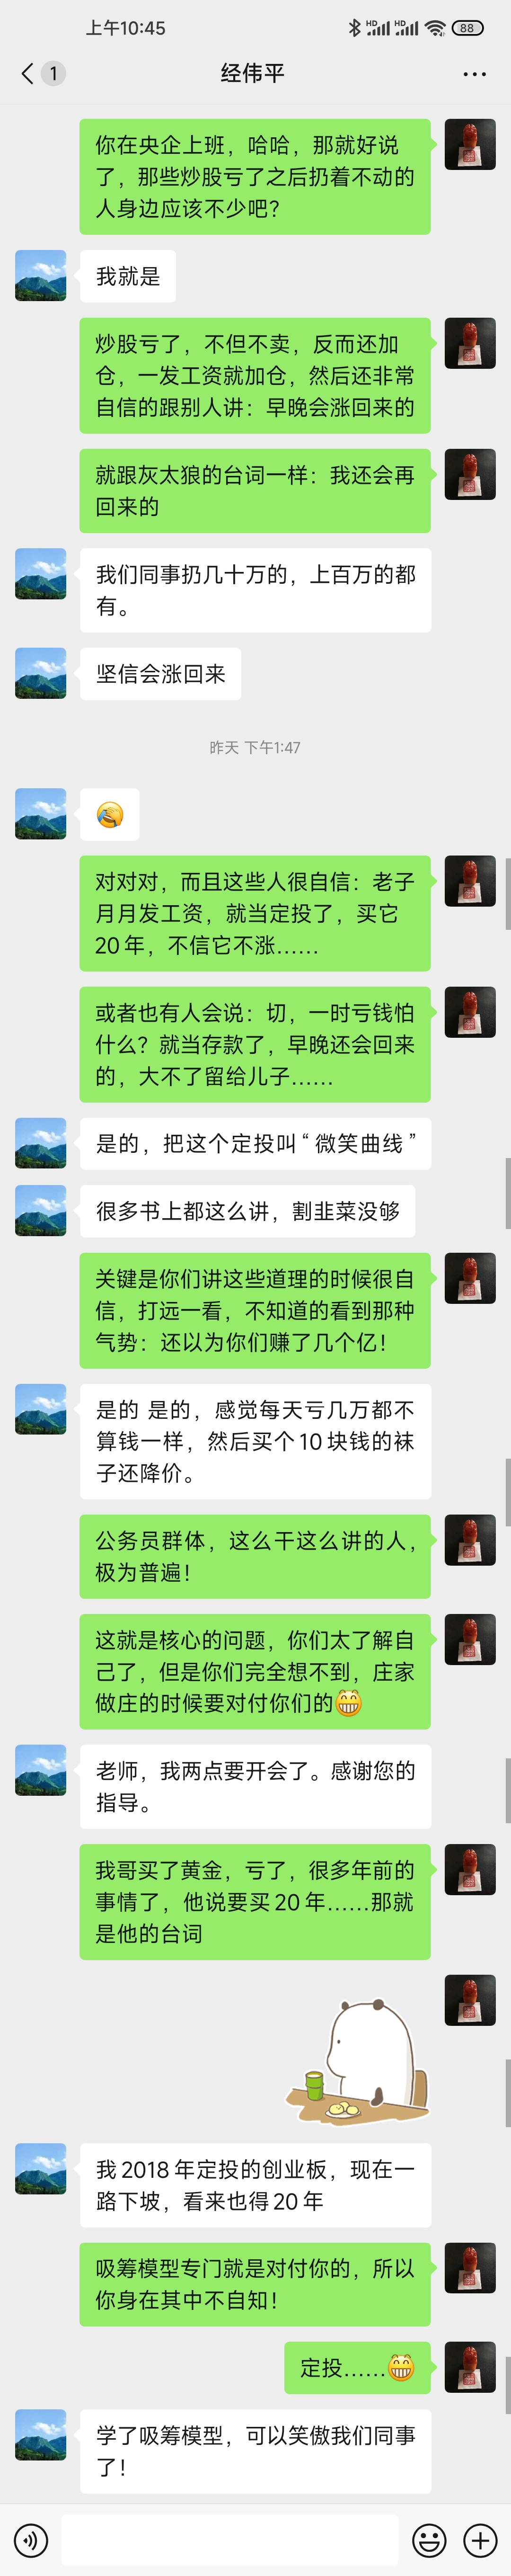 上午10:45
HD HD 88
1 经伟平
你在央企上班，哈哈，那就好说
了，那些炒股亏了之后扔着不动的
人身边应该不少吧？
我就是
炒股亏了，不但不卖，反而还加
仓，一发工资就加仓，然后还非常
自信的跟别人讲：早晚会涨回来的
就跟灰太狼的台词一样：我还会再
回来的
我们同事扔几十万的，上百万的都
有。
坚信会涨回来
昨天 下午1:47
对对对，而且这些人很自信：老子
月月发工资，就当定投了，买它
20年，不信它不涨……
或者也有人会说：切，一时亏钱怕
什么？就当存款了，早晚还会回来
的，大不了留给儿子……
是的，把这个定投叫“微笑曲线”
很多书上都这么讲，割韭菜没够
关键是你们讲这些道理的时候很自
信，打远一看，不知道的看到那种
气势：还以为你们赚了几个亿！
是的 是的，感觉每天亏几万都不
算钱一样，然后买个10块钱的袜
子还降价。
公务员群体，这么干这么讲的人，
极为普遍！
这就是核心的问题，你们太了解自
己了，但是你们完全想不到，庄家
做庄的时候要对付你们的😁
老师，我两点要开会了。感谢您的
指导。
我哥买了黄金，亏了，很多年前的
事情了，他说要买20年……那就
是他的台词
我2018年定投的创业板，现在一
路下坡，看来也得20年
吸筹模型专门就是对付你的，所以
你身在其中不自知！
定投……😁
学了吸筹模型，可以笑傲我们同事
了！